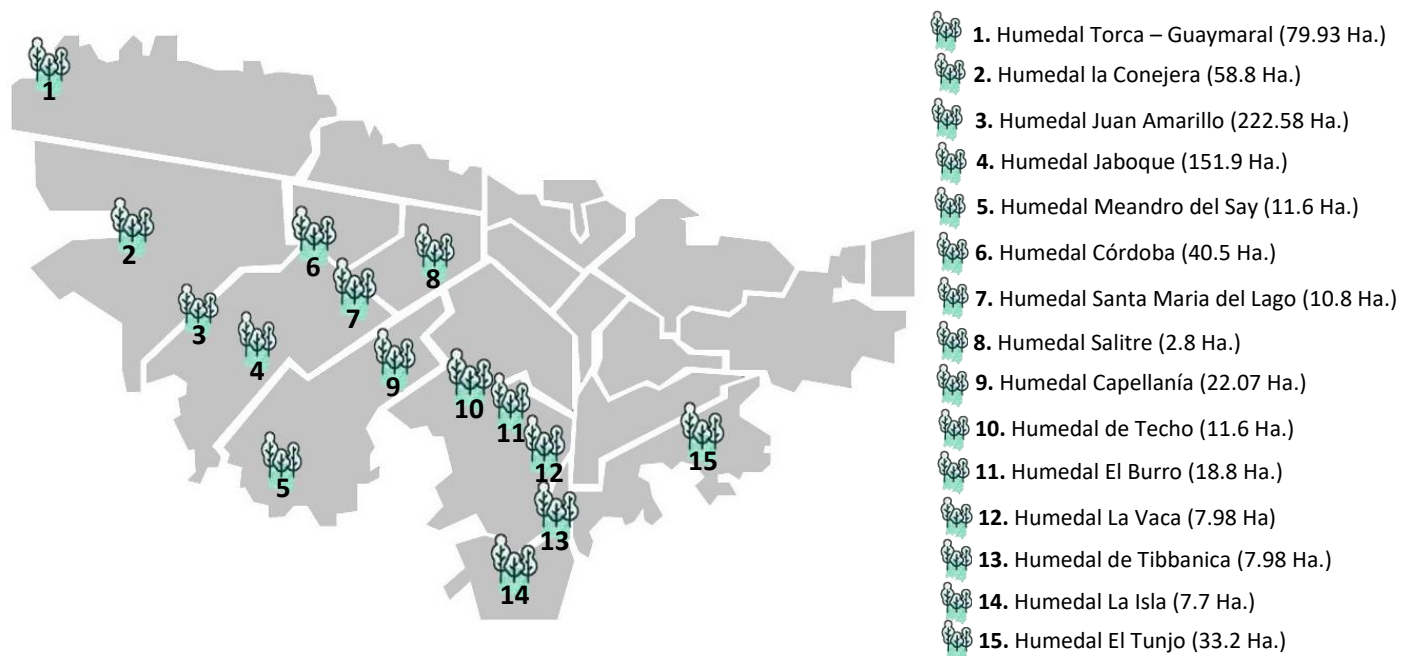 1. Humedal Torca – Guaymaral (79.93 Ha.)
2. Humedal la Conejera (58.8 Ha.)
3. Humedal Juan Amarillo (222.58 Ha.)
4. Humedal Jaboque (151.9 Ha.)
5. Humedal Meandro del Say (11.6 Ha.)
6. Humedal Córdoba (40.5 Ha.)
7. Humedal Santa Maria del Lago (10.8 Ha.)
8. Humedal Salitre (2.8 Ha.)
9. Humedal Capellanía (22.07 Ha.)
10. Humedal de Techo (11.6 Ha.)
11. Humedal El Burro (18.8 Ha.)
12. Humedal La Vaca (7.98 Ha)
13. Humedal de Tibbanica (7.98 Ha.)
14. Humedal La Isla (7.7 Ha.)
15. Humedal El Tunjo (33.2 Ha.)
1
2
3
4
5
6
7
8
9
10
11
12
13
14
15